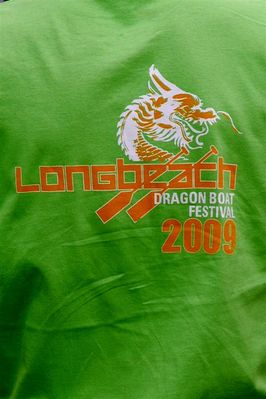 LONGBEACH
DRAGON BOAT
FESTIVAL
2009